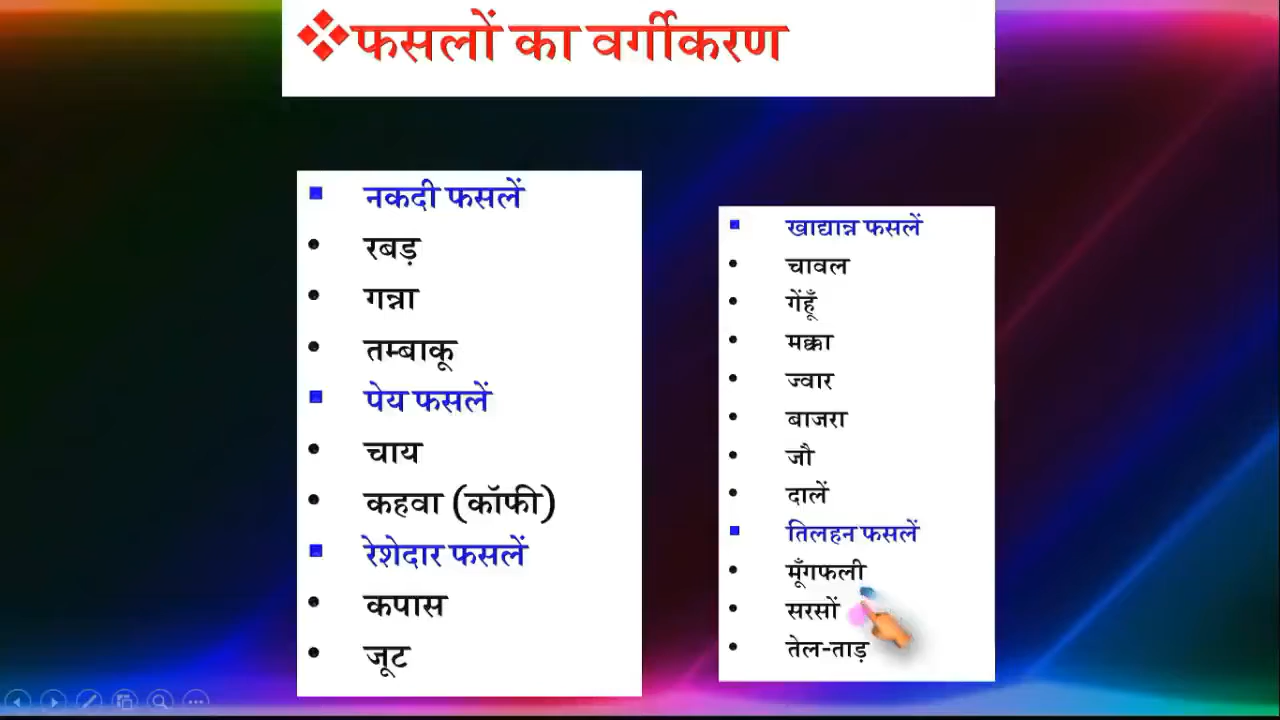 फसलों का वर्गीकरण
नकदी फसलें
रबड़
गन्ना
तम्बाकू
पेय फसलें
चाय
कहवा (कॉफी)
रेशेदार फसलें
कपास
जूट
खाद्यान्न फसलें
चावल
गेंहूँ
मक्का
ज्वार
बाजरा
जौ
दालें
तिलहन फसलें
मूँगफली
सरसों
तेल-ताड़